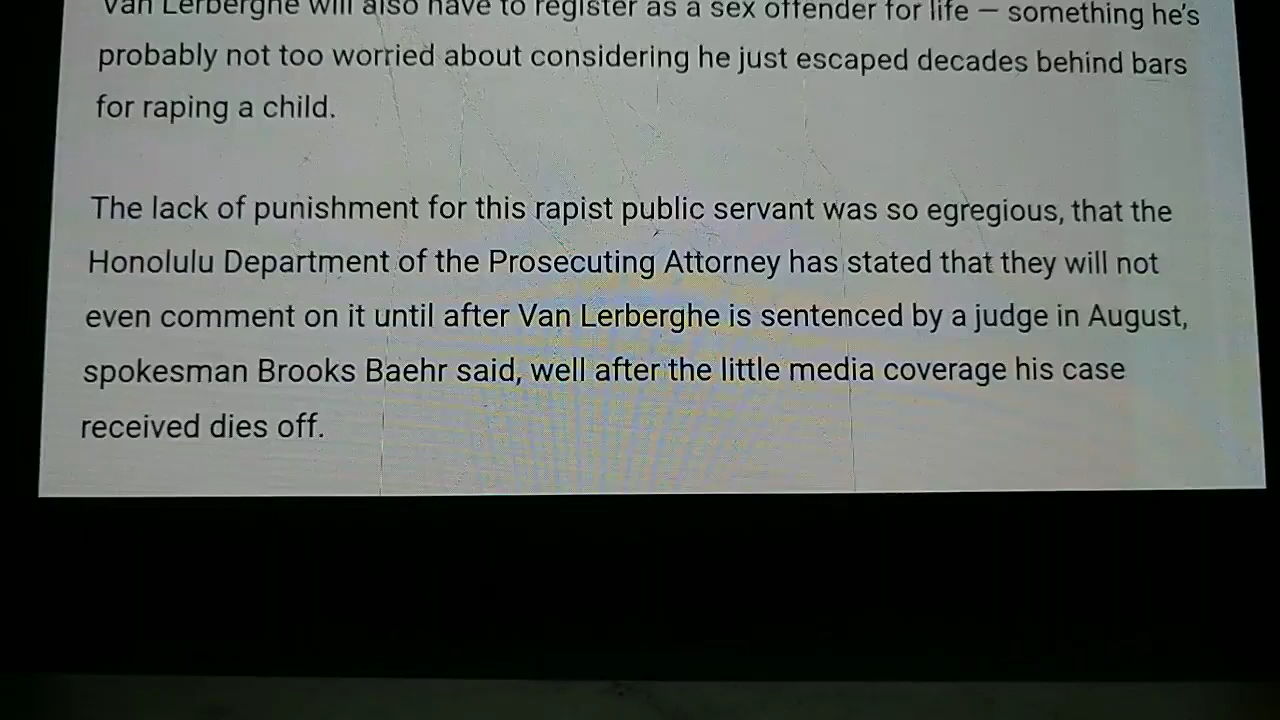 Van Lerberghe will also have to register as a sex offender for life — something he's
probably not too worried about considering he just escaped decades behind bars
for raping a child.
The lack of punishment for this rapist public servant was so egregious, that the
Honolulu Department of the Prosecuting Attorney has stated that they will not
even comment on it until after Van Lerberghe is sentenced by a judge in August,
spokesman Brooks Baehr said, well after the little media coverage his case
received dies off.